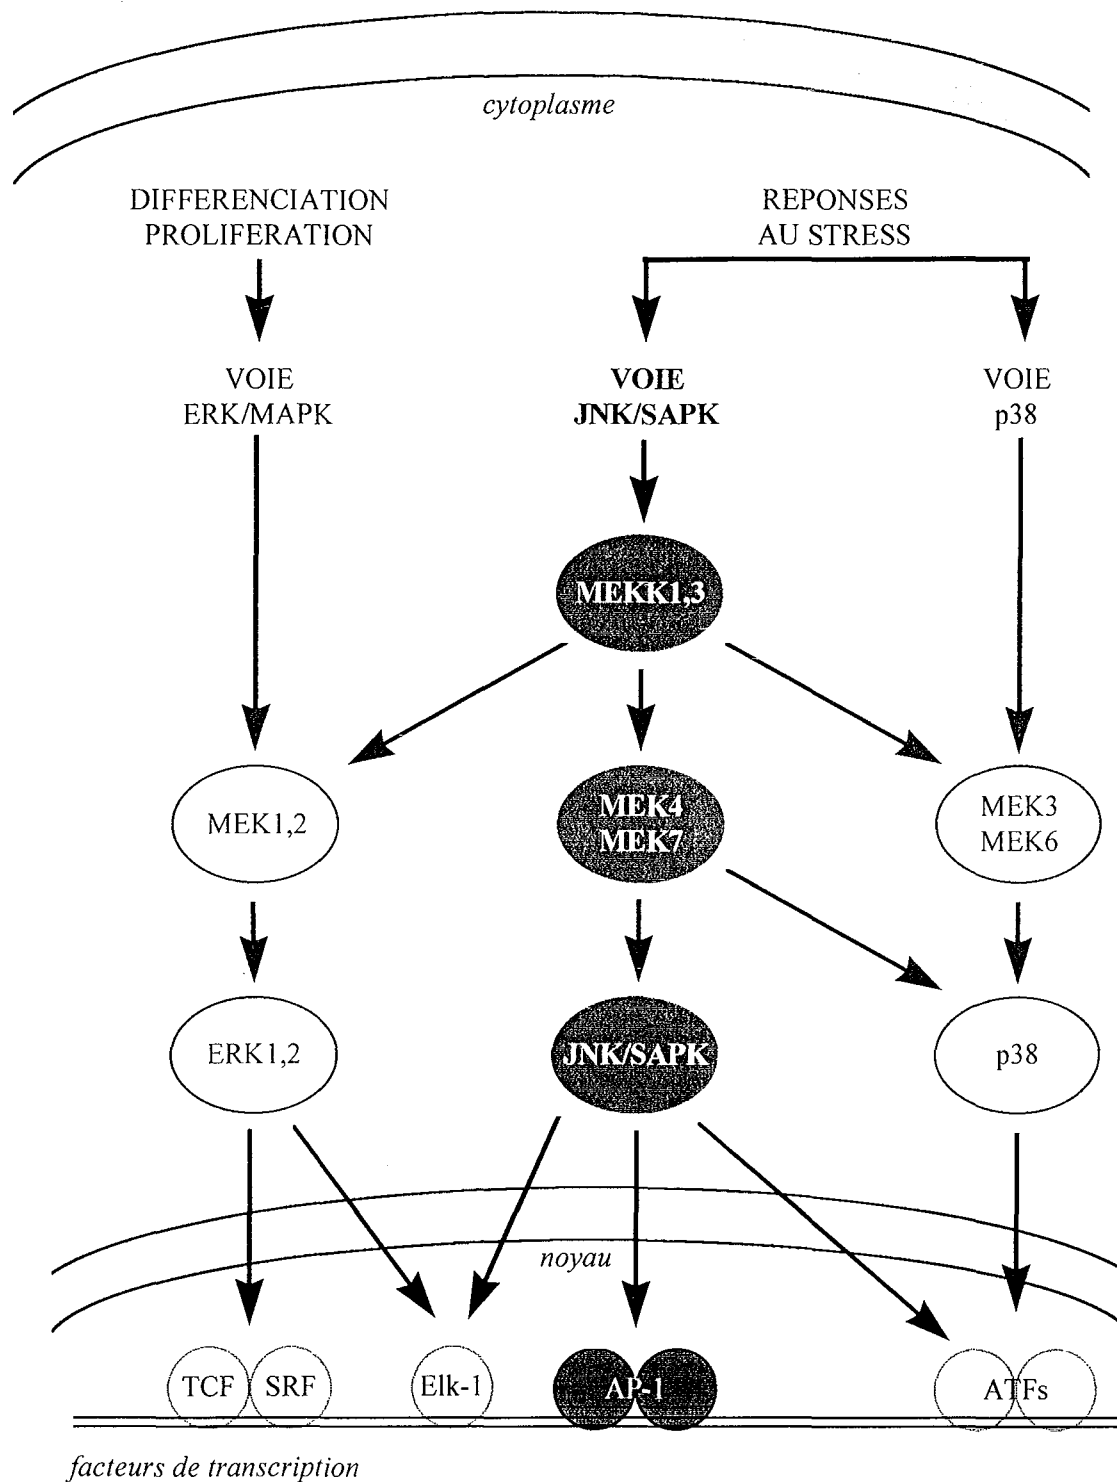 cytoplasme
DIFFERENCIATION
PROLIFERATION
REPONSES
AU STRESS
VOIE
ERK/MAPK
VOIE
JNK/SAPK
VOIE
p38
MEKK1,3
MEK1,2
MEK4
MEK7
MEK3
MEK6
ERK1,2
JNK/SAPK
p38
noyau
TCF
SRF
Elk-1
AP-1
ATFs
facteurs de transcription